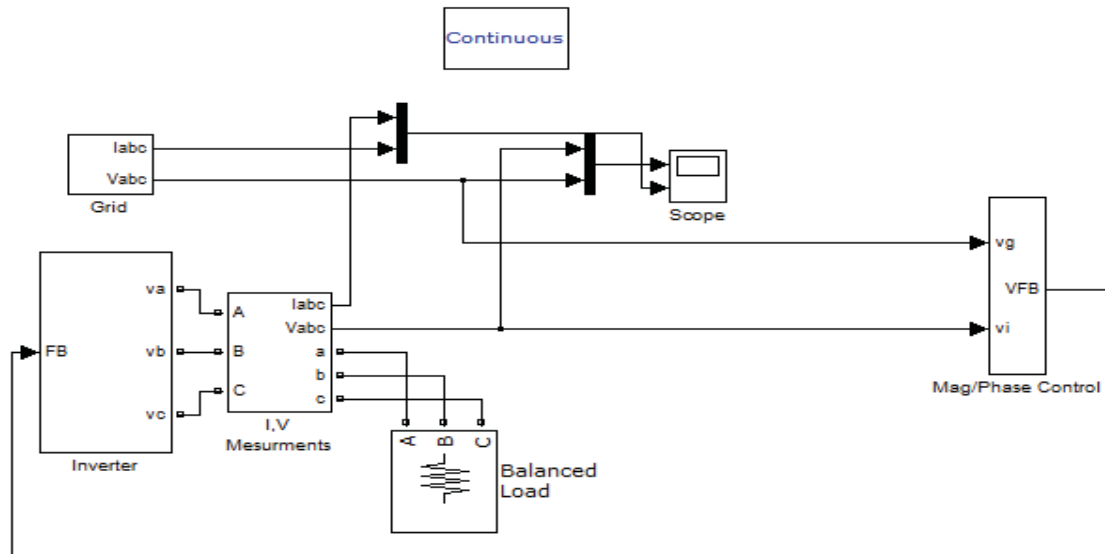 Continuous
Iabc
Vabc
Grid
Scope
vg
VFB
vi
Mag/Phase Control
va
FB
vb
vc
Inverter
A
B
C
Iabc
Vabc
a
b
c
I,V
Mesurments
A
B
C
Balanced
Load